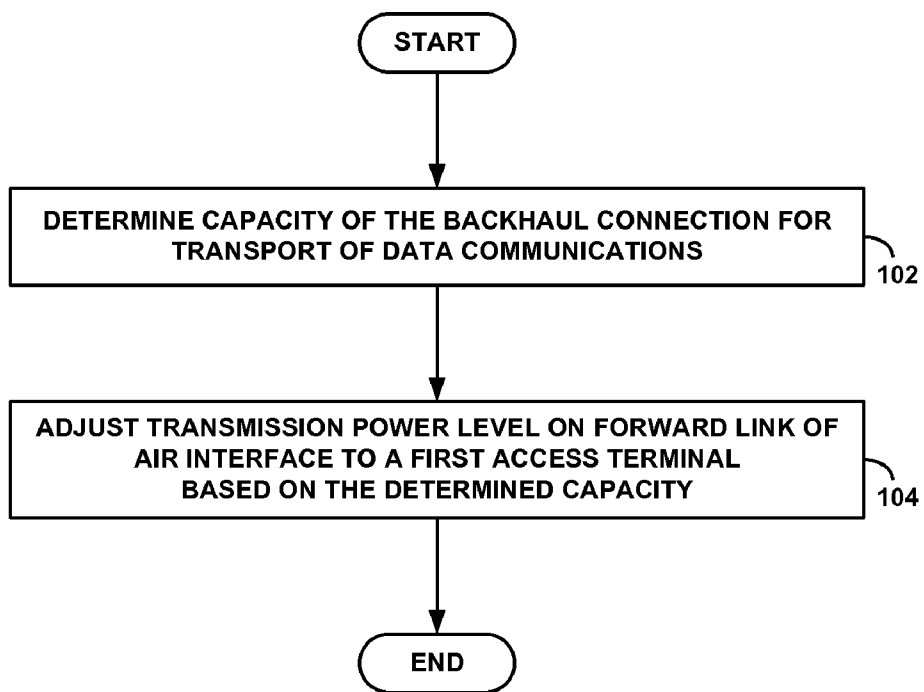 START
DETERMINE CAPACITY OF THE BACKHAUL CONNECTION FOR
TRANSPORT OF DATA COMMUNICATIONS
102
ADJUST TRANSMISSION POWER LEVEL ON FORWARD LINK OF
AIR INTERFACE TO A FIRST ACCESS TERMINAL
BASED ON THE DETERMINED CAPACITY
104
END